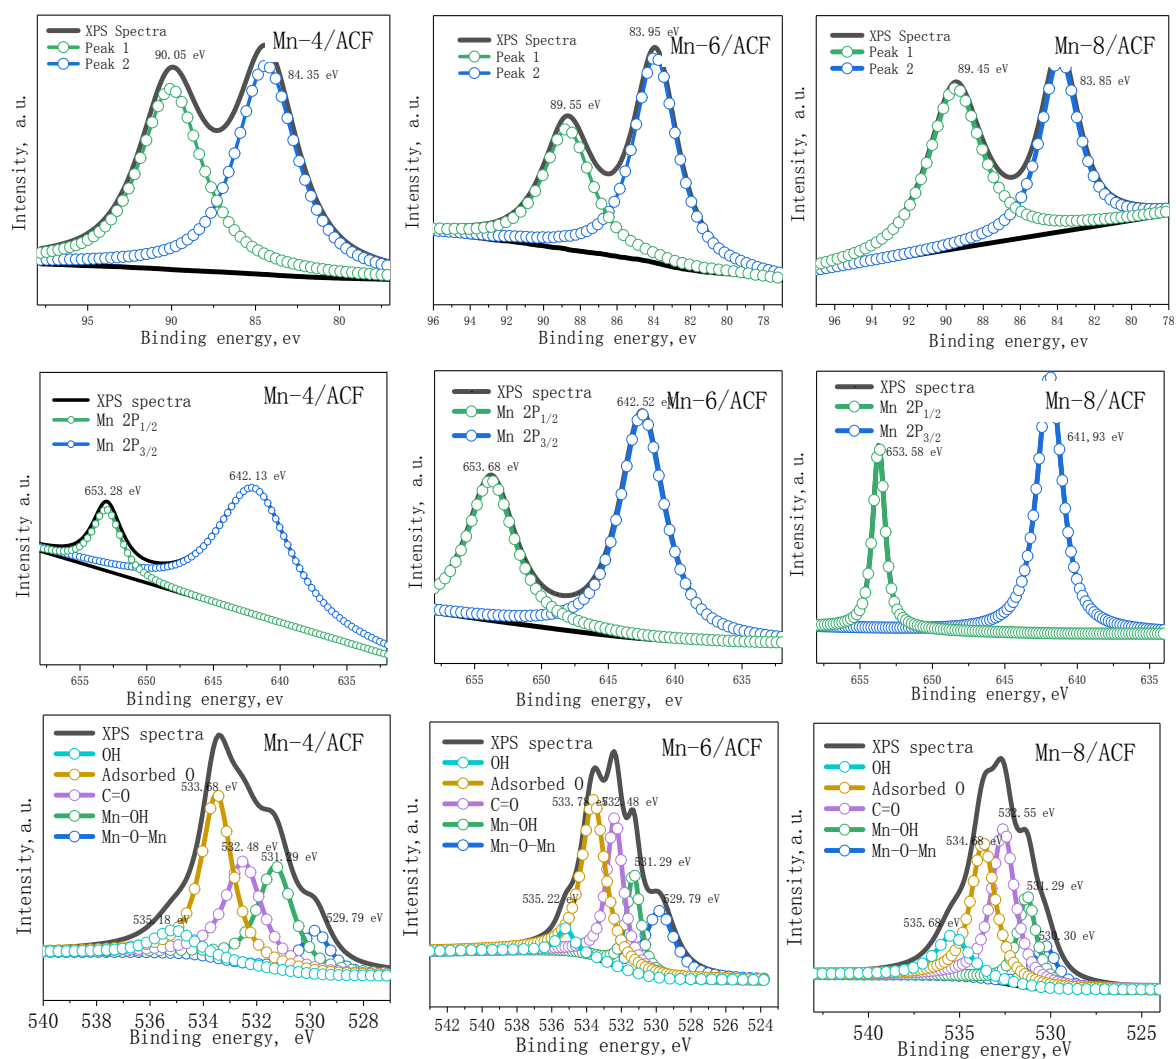 XPS Spectra
Peak 1
Peak 2
90.05 eV
84.35 eV
Mn-4/ACF
Intensity, a.u.
95 90 85 80
Binding energy,ev
XPS Spectra
Peak 1
Peak 2
89.55 eV
83.95 eV
Mn-6/ACF
Intensity, a.u.
96 94 92 90 88 86 84 82 80 78
Binding energy,ev
XPS Spectra
Peak 1
Peak 2
89.45 eV
83.85 eV
Mn-8/ACF
Intensity, a.u.
96 94 92 90 88 86 84 82 80 78
Binding energy,ev
XPS spectra
Mn 2P1/2
Mn 2P3/2
653.28 eV
642.13 eV
Mn-4/ACF
Intensity a.u.
655 650 645 640 635
Binding energy,ev
XPS spectra
Mn 2P1/2
Mn 2P3/2
653.68 eV
642.52
Mn-6/ACF
Intensity, a.u.
655 650 645 640 635
Binding energy,ev
XPS spectra
Mn 2P1/2
Mn 2P3/2
653.58 eV
641,93 eV
Mn-8/ACF
Intensity,a.u.
655 650 645 640 635
Binding energy,eV
XPS spectra
OH
Adsorbed O
C=O
Mn-OH
Mn-O-Mn
533.68 eV
532.48 eV
531.29 eV
535.18 eV
529.79 eV
Mn-4/ACF
Intensity,a.u.
540 538 536 534 532 530 528
Binding energy, eV
XPS spectra
OH
Adsorbed O
C=O
Mn-OH
Mn-O-Mn
533.78 eV
532.48 eV
531.29 eV
535.22 eV
529.79 eV
Mn-6/ACF
Intensity,a.u.
542 540 538 536 534 532 530 528 526 524
Binding energy,eV
XPS spectra
OH
Adsorbed O
C=O
Mn-OH
Mn-O-Mn
532.55 eV
534.68 eV
531.29 eV
535.68 eV
530.30 eV
Mn-8/ACF
Intensity,a.u.
540 535 530 525
Binding energy,eV